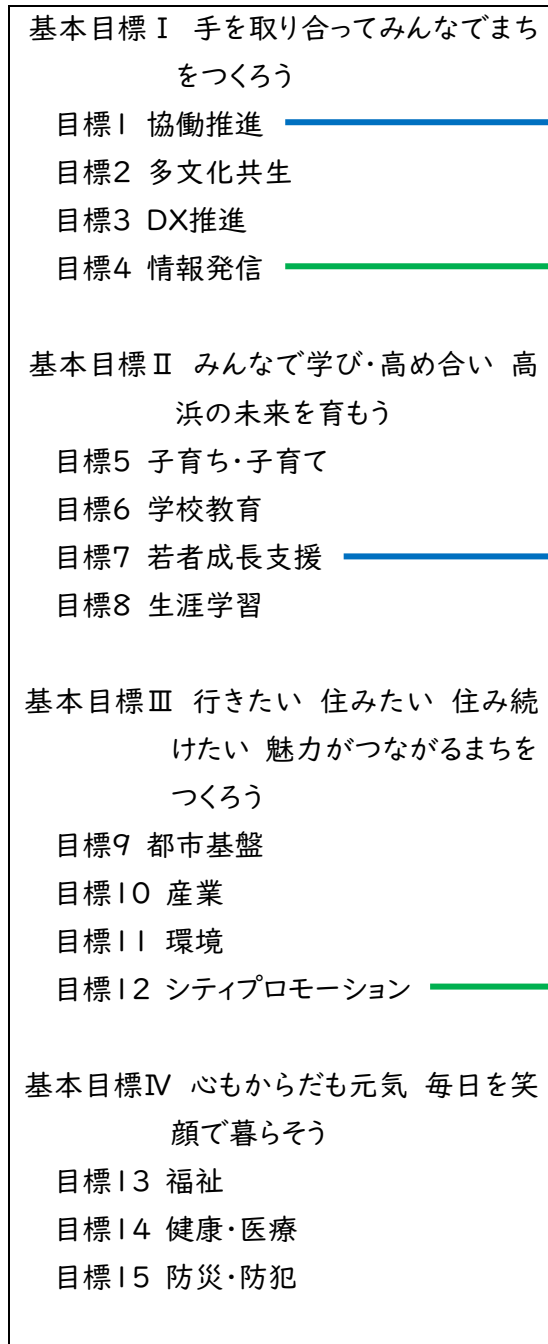 基本目標Ⅰ 手を取り合ってみんなでまち
をつくろう
目標1 協働推進
目標2 多文化共生
目標3 DX推進
目標4 情報発信
基本目標Ⅱ みんなで学び・高め合い 高
浜の未来を育もう
目標5 子育ち・子育て
目標6 学校教育
目標7 若者成長支援
目標8 生涯学習
基本目標Ⅲ 行きたい 住みたい 住み続
けたい 魅力がつながるまちを
つくろう
目標9 都市基盤
目標10 産業
目標11 環境
目標12 シティプロモーション
基本目標Ⅳ 心もからだも元気 毎日を笑
顔で暮らそう
目標13 福祉
目標14 健康・医療
目標15 防災・防犯